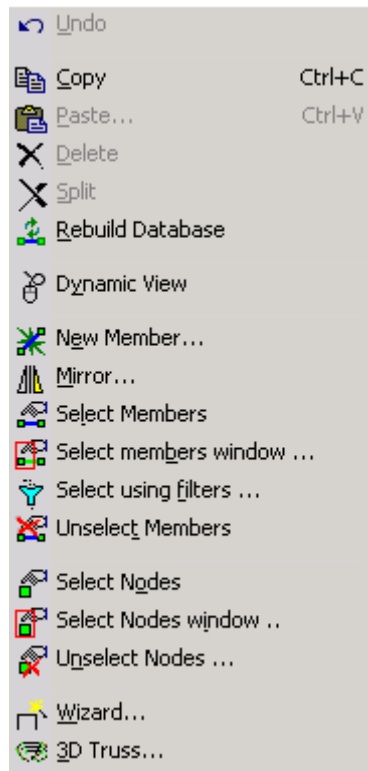 Undo
Copy Ctrl+C
Paste... Ctrl+V
Delete
Split
Rebuild Database
Dynamic View
New Member...
Mirror...
Select Members
Select members window ...
Select using filters ...
Unselect Members
Select Nodes
Select Nodes window ..
Unselect Nodes ...
Wizard...
3D Truss...